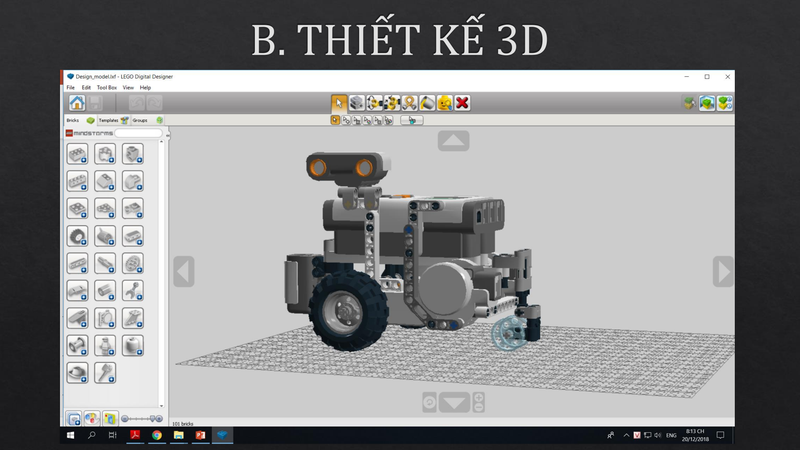 B. THIẾT KẾ 3D
Design_model.lxf - LEGO Digital Designer
File Edit Tool Box View Help
Bricks Templates Groups
MINDSTORMS
101 bricks
ENG
8:13 CH
20/12/2018